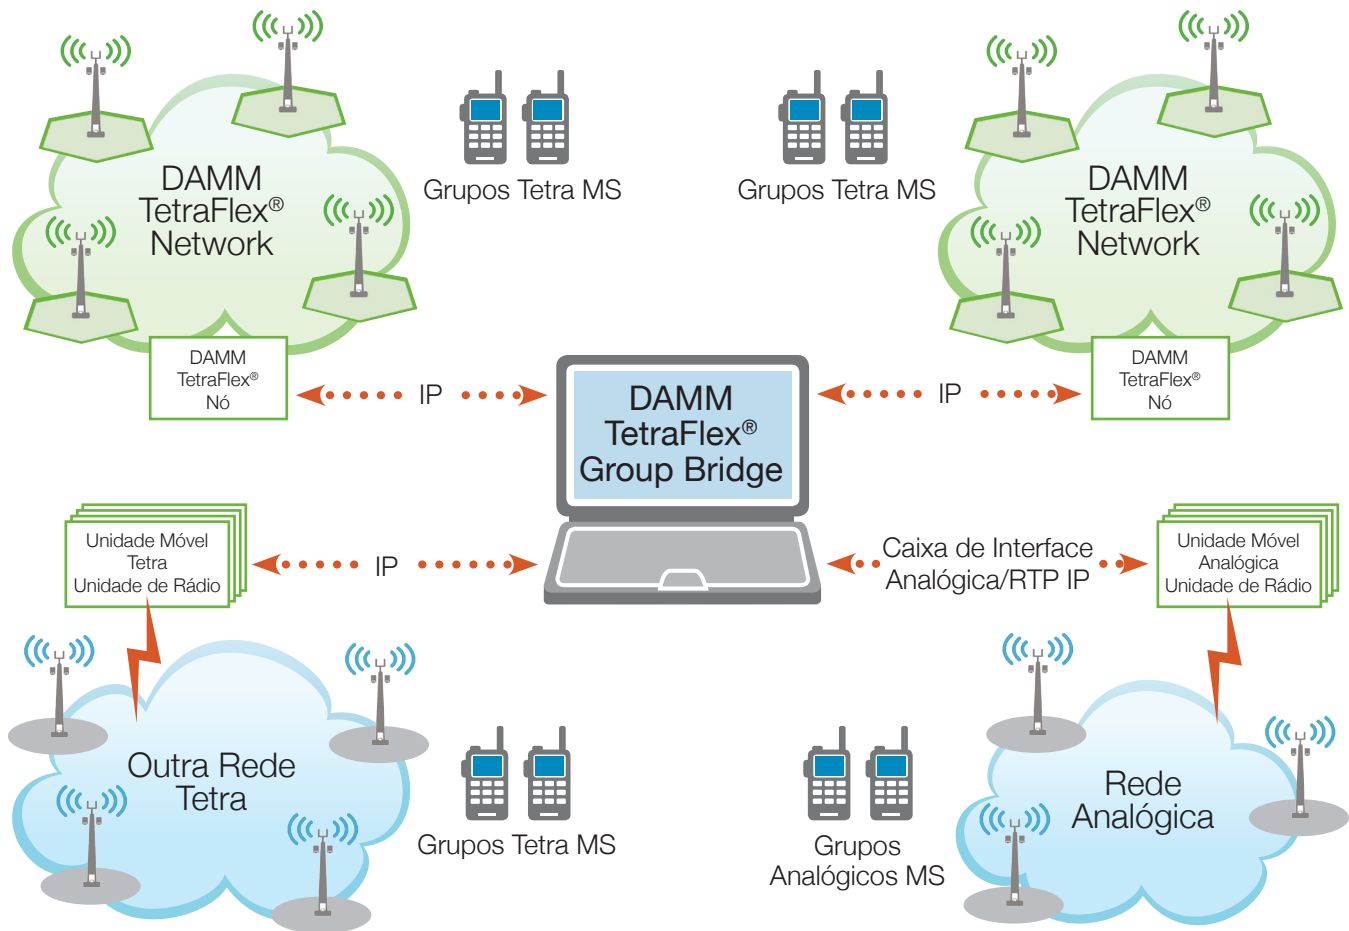 DAMM
TetraFlex®
Network
Grupos Tetra MS
Grupos Tetra MS
DAMM
TetraFlex®
Network
DAMM
TetraFlex®
Nó
IP
DAMM
TetraFlex®
Group Bridge
IP
DAMM
TetraFlex®
Nó
Unidade Móvel
Tetra
Unidade de Rádio
IP
Caixa de Interface
Analógica/RTP IP
Unidade Móvel
Analógica
Unidade de Rádio
Outra Rede
Tetra
Grupos Tetra MS
Grupos
Analógicos MS
Rede
Analógica